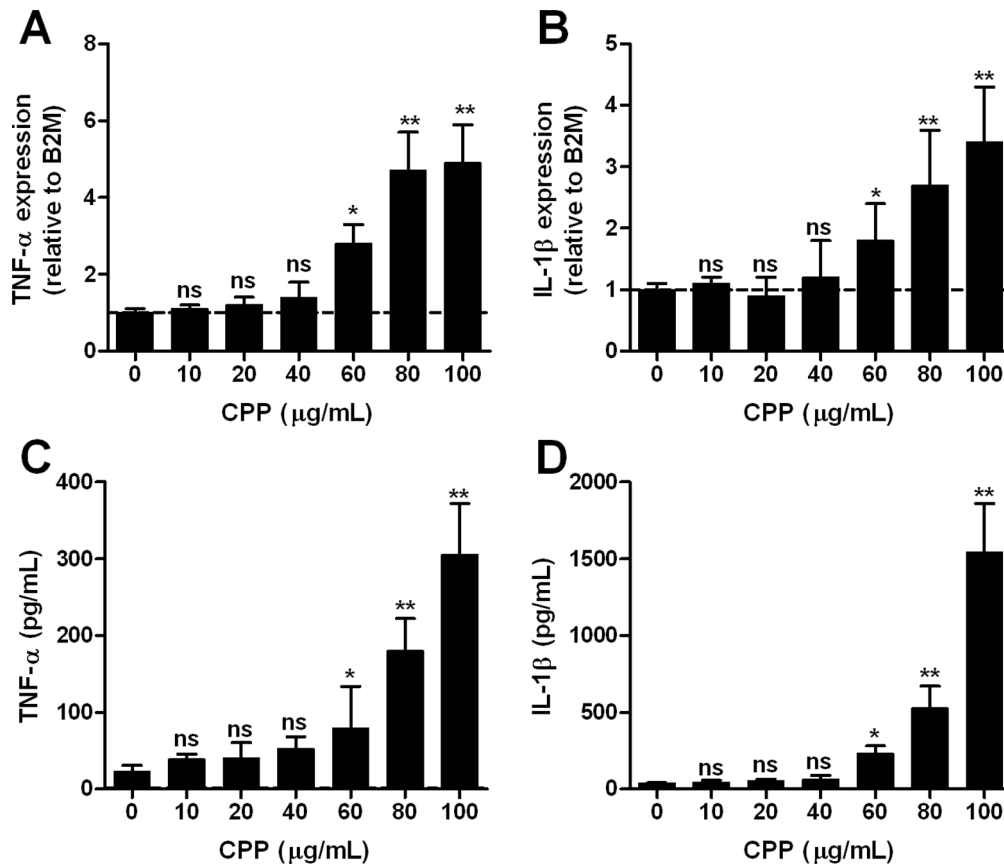 A
TNF-α expression
(relative to B2M)
8
6
4
2
0
ns
ns
ns
*
**
**
0 10 20 40 60 80 100
CPP (μg/mL)
B
IL-1β expression
(relative to B2M)
5
4
3
2
1
0
ns
ns
ns
*
**
**
0 10 20 40 60 80 100
CPP (μg/mL)
C
TNF-α (pg/mL)
400
300
200
100
0
ns
ns
ns
*
**
**
0 10 20 40 60 80 100
CPP (μg/mL)
D
IL-1β (pg/mL)
2000
1500
1000
500
0
ns
ns
ns
*
**
**
0 10 20 40 60 80 100
CPP (μg/mL)